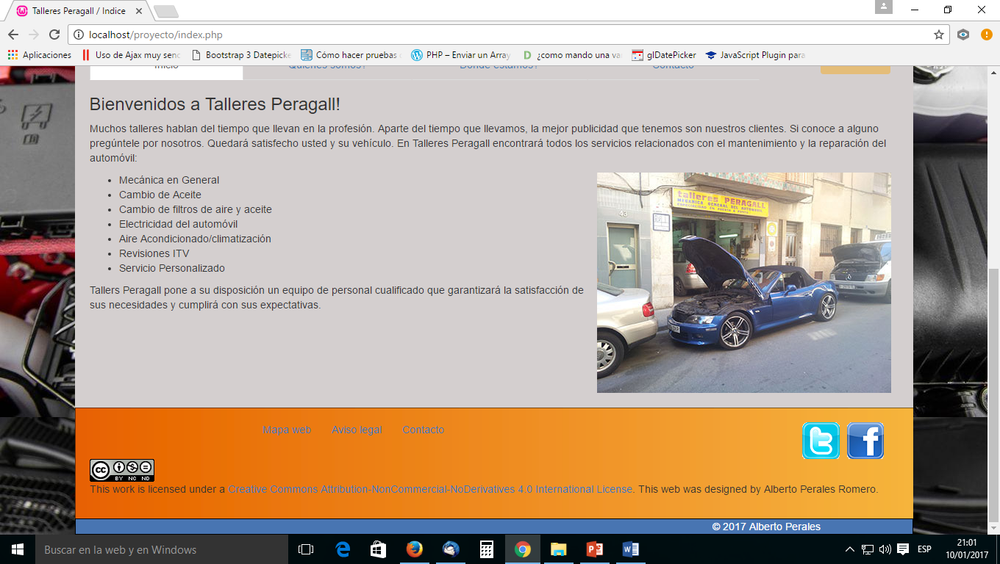 Talleres Peragall / Indice
localhost/proyecto/index.php
Aplicaciones
Uso de Ajax muy senc
Bootstrap 3 Datepicke
Cómo hacer pruebas
PHP – Enviar un Array
¿como mando una va
glDatePicker
JavaScript Plugin para
Inicio
Quienes somos?
Donde estamos?
Contacto
Bienvenidos a Talleres Peragall!
Muchos talleres hablan del tiempo que llevan en la profesión. Aparte del tiempo que llevamos, la mejor publicidad que tenemos son nuestros clientes. Si conoce a alguno
pregúntele por nosotros. Quedará satisfecho usted y su vehículo. En Talleres Peragall encontrará todos los servicios relacionados con el mantenimiento y la reparación del
automóvil:
• Mecánica en General
• Cambio de Aceite
• Cambio de filtros de aire y aceite
• Electricidad del automóvil
• Aire Acondicionado/climatización
• Revisiones ITV
• Servicio Personalizado
talleres PERAGALL
MECANICA GENERAL DEL AUTOMOVIL
ESPECIALIDAD EN PUESTA A PUNTO
43
Tallers Peragall pone a su disposición un equipo de personal cualificado que garantizará la satisfacción de
sus necesidades y cumplirá con sus expectativas.
Mapa web
Aviso legal
Contacto
cc
BY NC ND
This work is licensed under a Creative Commons Attribution-NonCommercial-NoDerivatives 4.0 International License. This web was designed by Alberto Perales Romero.
© 2017 Alberto Perales
Buscar en la web y en Windows
ESP
21:01
10/01/2017